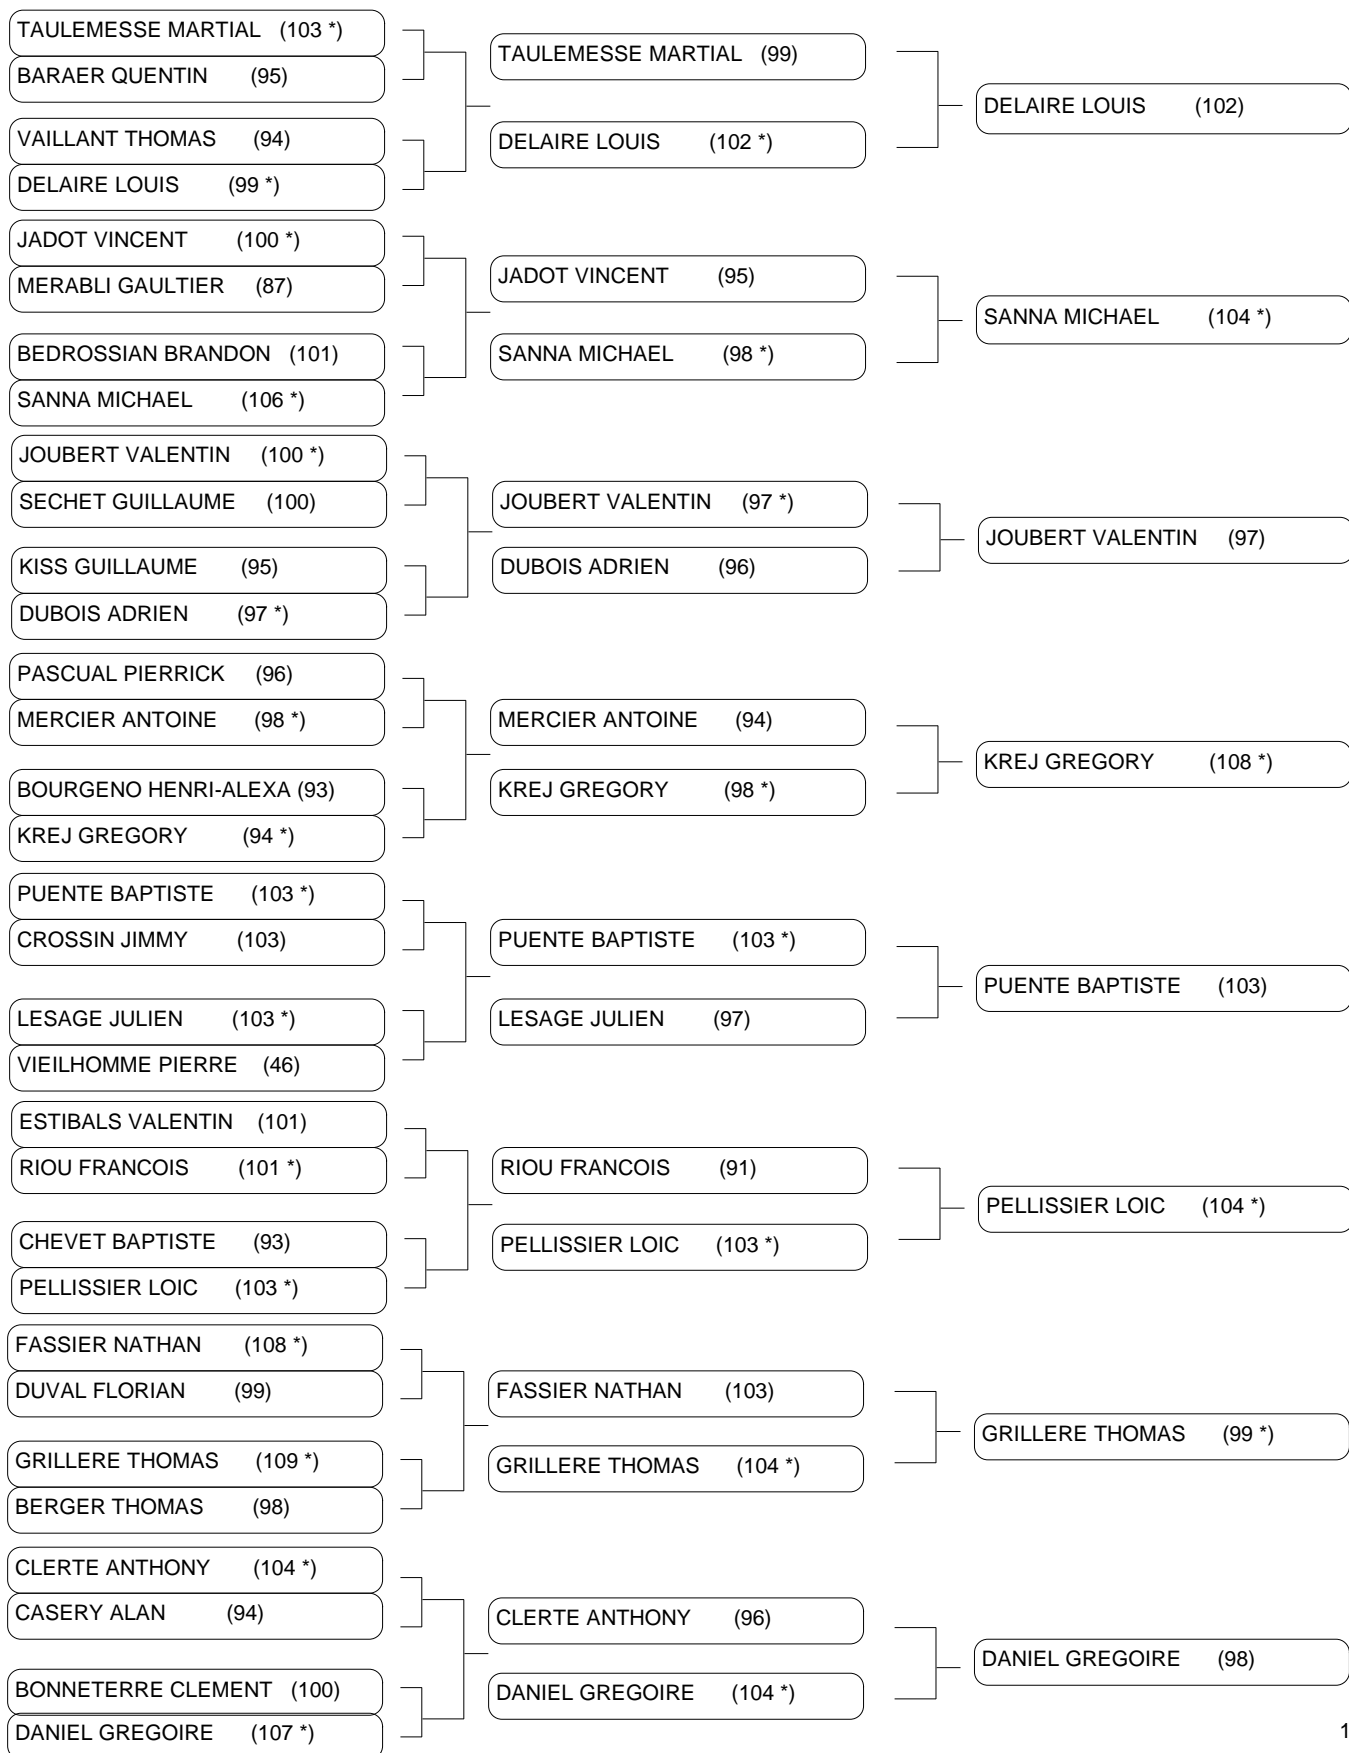 TAULEMESSE MARTIAL (103 *)
BARAER QUENTIN (95)
VAILLANT THOMAS (94)
DELAIRE LOUIS (99 *)
JADOT VINCENT (100 *)
MERABLI GAULTIER (87)
BEDROSSIAN BRANDON (101)
SANNA MICHAEL (106 *)
JOUBERT VALENTIN (100 *)
SECHET GUILLAUME (100)
KISS GUILLAUME (95)
DUBOIS ADRIEN (97 *)
PASCUAL PIERRICK (96)
MERCIER ANTOINE (98 *)
BOURGENO HENRI-ALEXA (93)
KREJ GREGORY (94 *)
PUENTE BAPTISTE (103 *)
CROSSIN JIMMY (103)
LESAGE JULIEN (103 *)
VIEILHOMME PIERRE (46)
ESTIBALS VALENTIN (101)
RIOU FRANCOIS (101 *)
CHEVET BAPTISTE (93)
PELLISSIER LOIC (103 *)
FASSIER NATHAN (108 *)
DUVAL FLORIAN (99)
GRILLERE THOMAS (109 *)
BERGER THOMAS (98)
CLERTE ANTHONY (104 *)
CASERY ALAN (94)
BONNETERRE CLEMENT (100)
DANIEL GREGOIRE (107 *)
TAULEMESSE MARTIAL (99)
DELAIRE LOUIS (102 *)
JADOT VINCENT (95)
SANNA MICHAEL (98 *)
JOUBERT VALENTIN (97 *)
DUBOIS ADRIEN (96)
MERCIER ANTOINE (94)
KREJ GREGORY (98 *)
PUENTE BAPTISTE (103 *)
LESAGE JULIEN (97)
RIOU FRANCOIS (91)
PELLISSIER LOIC (103 *)
FASSIER NATHAN (103)
GRILLERE THOMAS (104 *)
CLERTE ANTHONY (96)
DANIEL GREGOIRE (104 *)
DELAIRE LOUIS (102)
SANNA MICHAEL (104 *)
JOUBERT VALENTIN (97)
KREJ GREGORY (108 *)
PUENTE BAPTISTE (103)
PELLISSIER LOIC (104 *)
GRILLERE THOMAS (99 *)
DANIEL GREGOIRE (98)
1